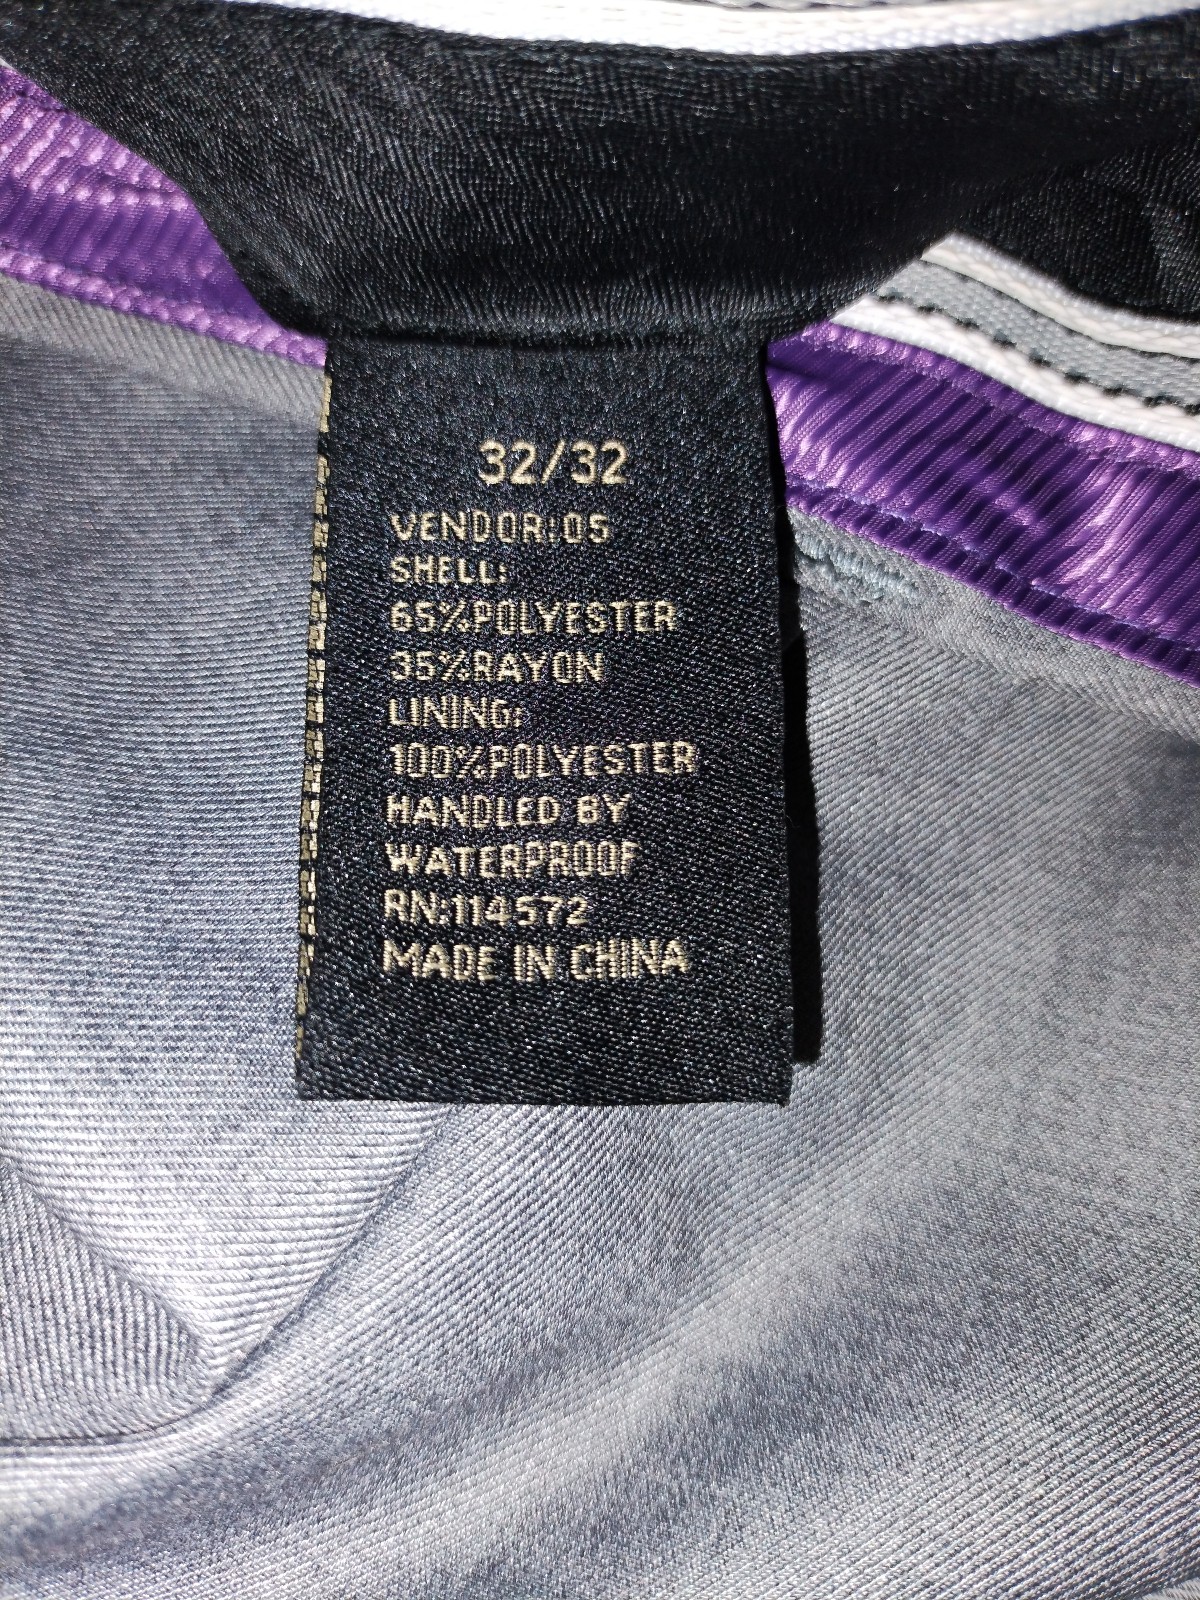 32/32
VENDOR:05
SHELL:
65%POLYESTER
35%RAYON
LINING:
100%POLYESTER
HANDLED BY
WATERPROOF
RN:114572
MADE IN CHINA